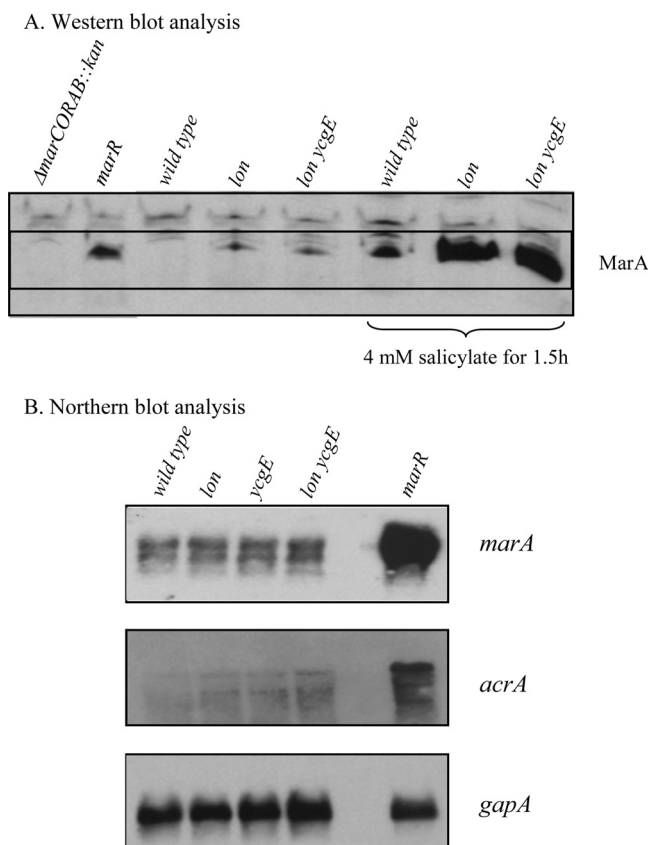 A. Western blot analysis
ΔmarCORAB::kan
marR
wild type
lon
lon ycgE
wild type
lon
lon ycgE
MarA
4 mM salicylate for 1.5h
B. Northern blot analysis
wild type
lon
ycgE
lon ycgE
marR
marA
acrA
gapA